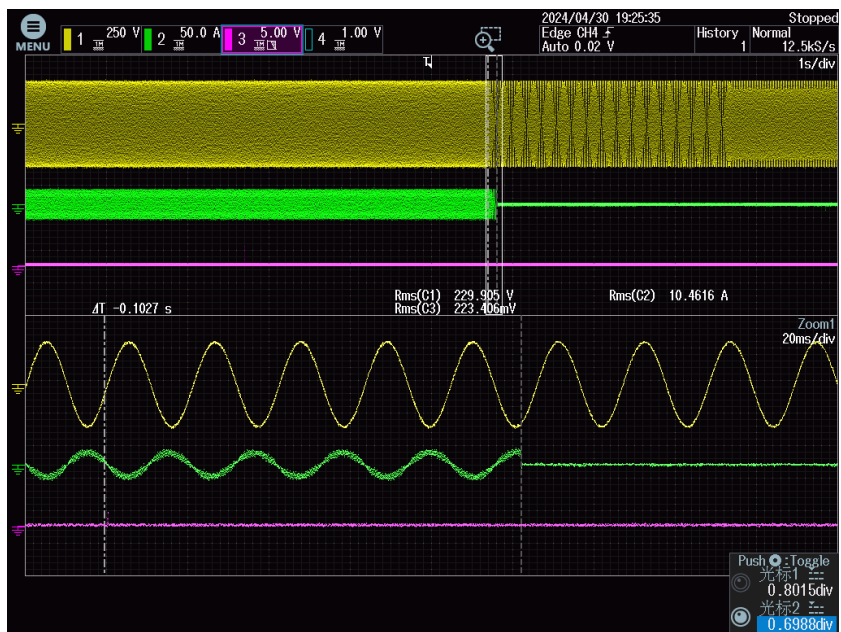 2024/04/30 19:25:35 Stopped
MENU 1 250 V 2 50.0 A 3 5.00 V 4 1.00 V Edge CH4 Auto 0.02 V History 1 Normal 12.5kS/s
1s/div
T
Rms(C1) 229.905 V Rms(C2) 10.4616 A
ΔT -0.1027 s Rms(C3) 223.406mV
Zoom1
20ms/div
Push :Toggle
光标1
0.8015div
光标2
0.6988div